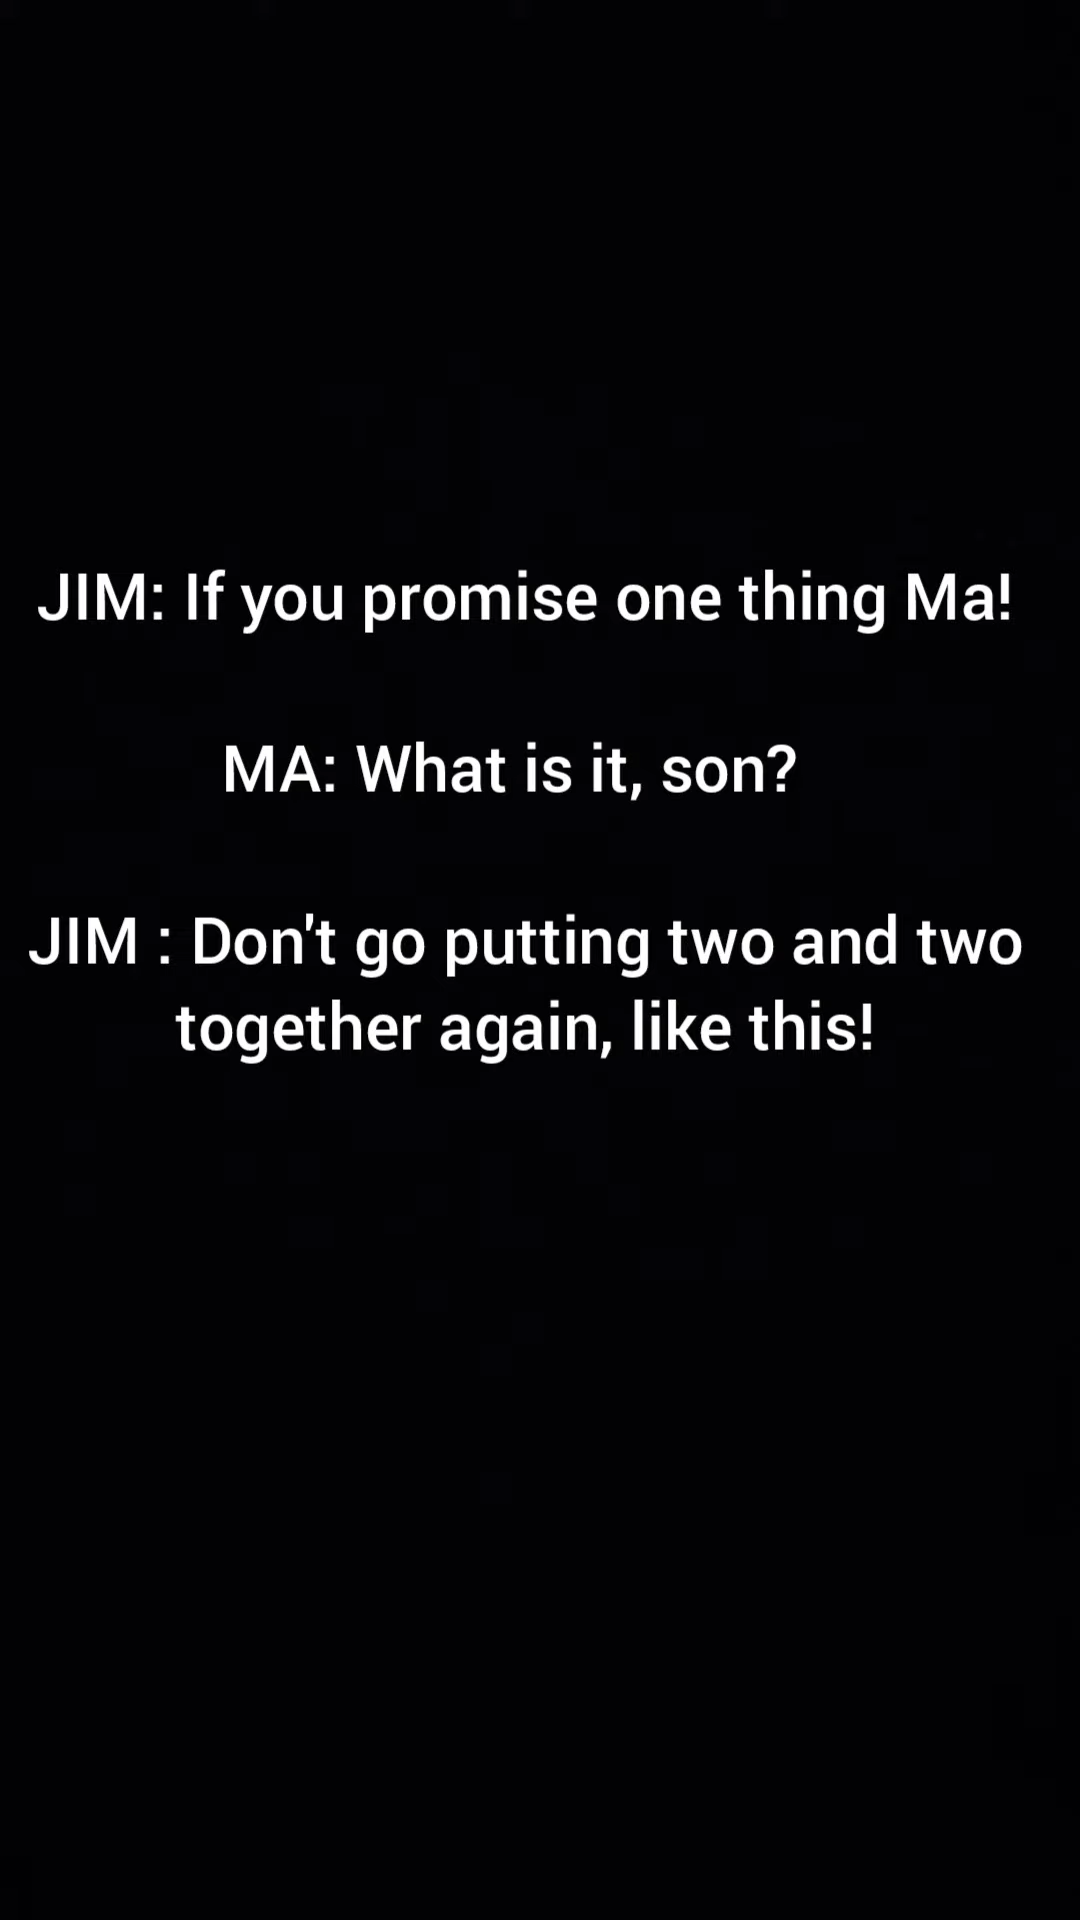 JIM: If you promise one thing Ma!
MA: What is it, son?
JIM : Don't go putting two and two
together again, like this!